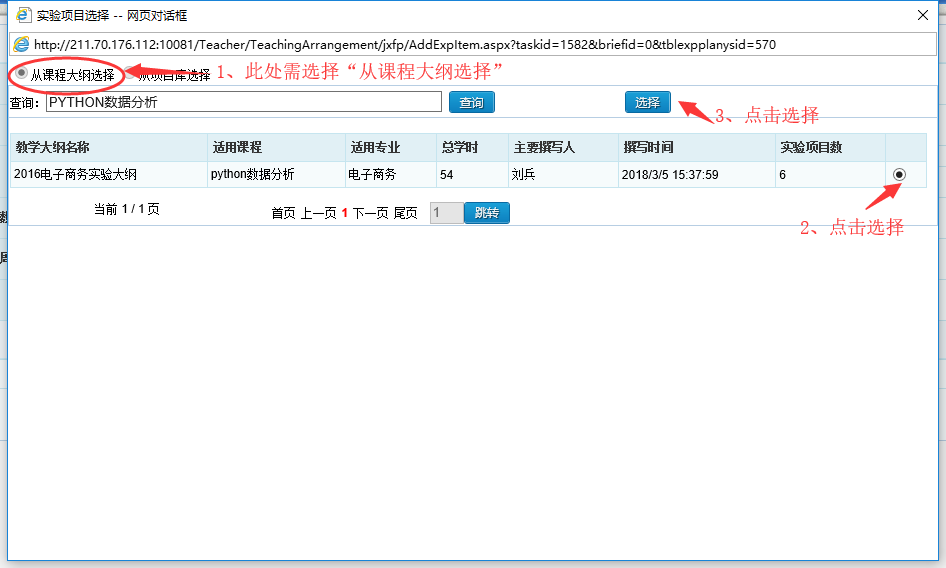 实验项目选择 -- 网页对话框
http://211.70.176.112:10081/Teacher/TeachingArrangement/jxfp/AddExpItem.aspx?taskid=1582&briefid=0&tblexpplanysid=570
从课程大纲选择 从项目库选择 1、此处需选择“从课程大纲选择”
查询: PYTHON数据分析 查询 选择
3、点击选择
教学大纲名称 适用课程 适用专业 总学时 主要撰写人 撰写时间 实验项目数
2016电子商务实验大纲 python数据分析 电子商务 54 刘兵 2018/3/5 15:37:59 6
当前 1 / 1 页 首页 上一页 1 下一页 尾页 1 跳转
2、点击选择